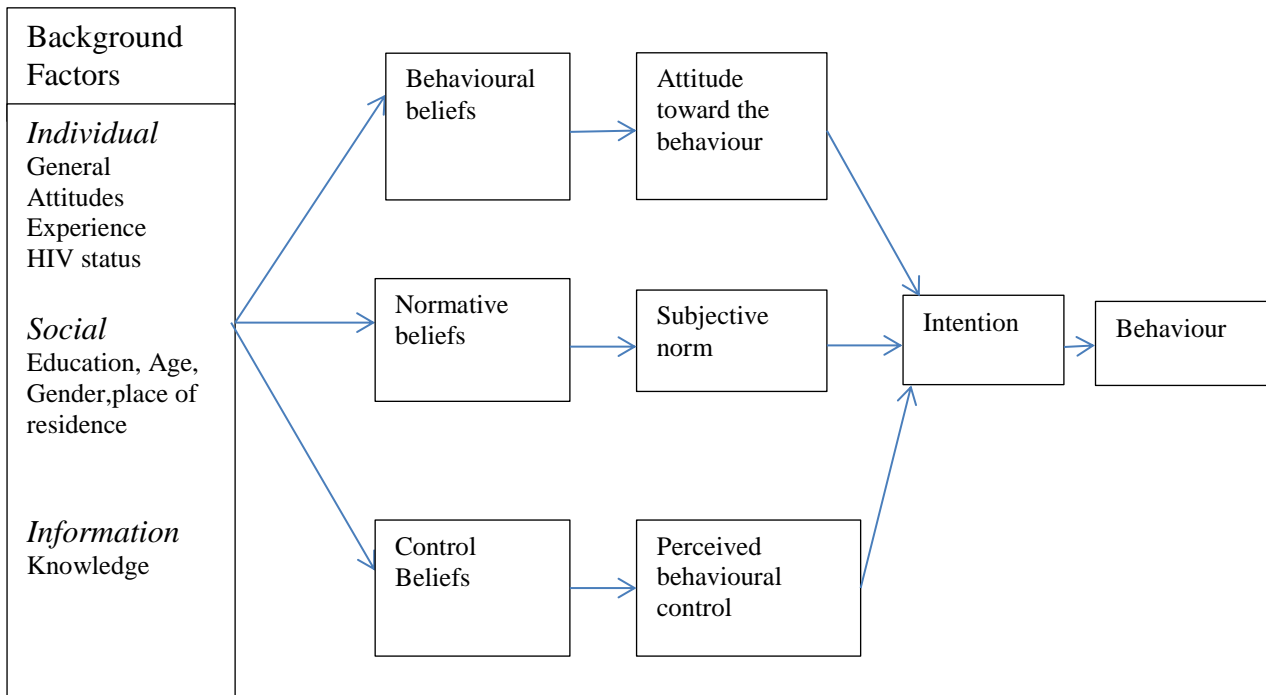 Background
Factors
Individual
General
Attitudes
Experience
HIV status
Social
Education, Age,
Gender,place of
residence
Information
Knowledge
Behavioural
beliefs
Attitude
toward the
behaviour
Normative
beliefs
Subjective
norm
Intention
Behaviour
Control
Beliefs
Perceived
behavioural
control